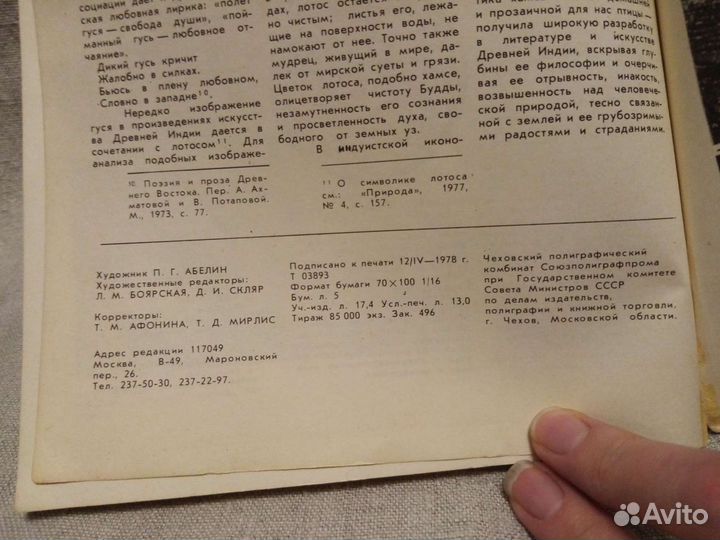 социации дает
ская любовная лирика: «полет
гуся — свобода души», «пой-
манный гусь — любовное от-
чаяние».
Дикий гусь кричит
Жалобно в силках.
Бьюсь в плену любовном,
Словно в западне¹⁰.
Нередко изображение
гуся в произведениях искусст-
ва Древней Индии дается в
сочетании с лотосом¹¹. Для
анализа подобных изображе-
¹⁰ Поэзия и проза Древ-
него Востока. Пер. А. Ах-
матовой и В. Потаповой.
М., 1973, с. 77.
дах, лотос остается
но чистым; листья его, лежа-
щие на поверхности воды, не
намокают от нее. Точно также
мудрец, живущий в мире, да-
лек от мирской суеты и грязи.
Цветок лотоса, подобно хамсе,
олицетворяет чистоту Будды,
незамутненность его сознания
и просветленность духа, сво-
бодного от земных уз.
В индуистской иконо-
¹¹ О символике лотоса
см.: «Природа», 1977,
№ 4, с. 157.
и прозаичной для нас птицы —
получила широкую разработку
в литературе и искусстве
Древней Индии, вскрывая глу-
бины ее философии и очерчи-
вая ее отрывность, инакость,
возвышенность над человече-
ской природой, тесно связан-
ной с землей и ее грубозримы-
ми радостями и страданиями.
Художник П. Г. АБЕЛИН
Художественные редакторы:
Л. М. БОЯРСКАЯ, Д. И. СКЛЯР
Корректоры:
Т. М. АФОНИНА, Т. Д. МИРЛИС
Адрес редакции 117049
Москва, В-49, Мароновский
пер., 26.
Тел. 237-50-30, 237-22-97.
Подписано к печати 12/IV—1978 г.
Т 03893
Формат бумаги 70×100 1/16
Бум. л. 5
Уч.-изд. л. 17,4 Усл.-печ. л. 13,0
Тираж 85 000 экз. Зак. 496
Чеховский полиграфический
комбинат Союзполиграфпрома
при Государственном комитете
Совета Министров СССР
по делам издательств,
полиграфии и книжной торговли,
г. Чехов, Московской области.
Avito